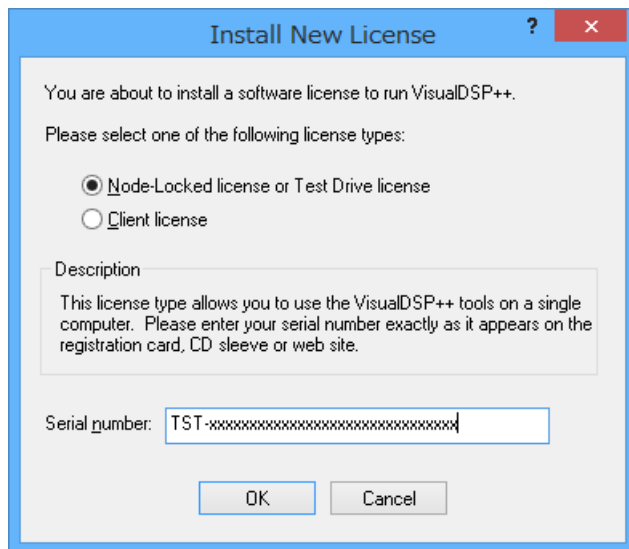 Install New License
?
You are about to install a software license to run VisualDSP++.
Please select one of the following license types:
Node-Locked license or Test Drive license
Client license
Description
This license type allows you to use the VisualDSP++ tools on a single
computer. Please enter your serial number exactly as it appears on the
registration card, CD sleeve or web site.
Serial number: TST-xxxxxxxxxxxxxxxxxxxxxxxxxxxxxxx
OK Cancel